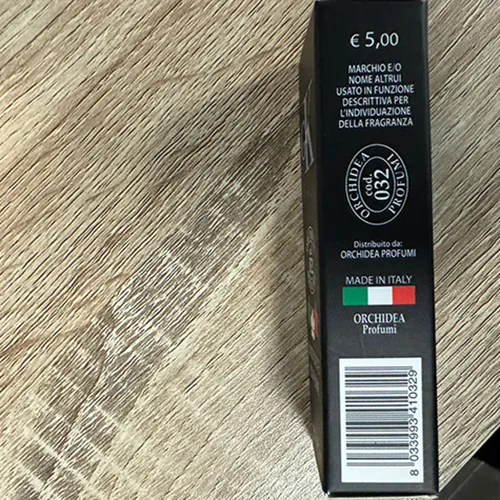 € 5,00
MARCHIO E/O
NOME ALTRUI
USATO IN FUNZIONE
DESCRITTIVA PER
L'INDIVIDUAZIONE
DELLA FRAGRANZA
ORCHIDEA
cod.
032
PROFUMI
Distribuito da:
ORCHIDEA PROFUMI
MADE IN ITALY
ORCHIDEA
Profumi
8 033993 410329